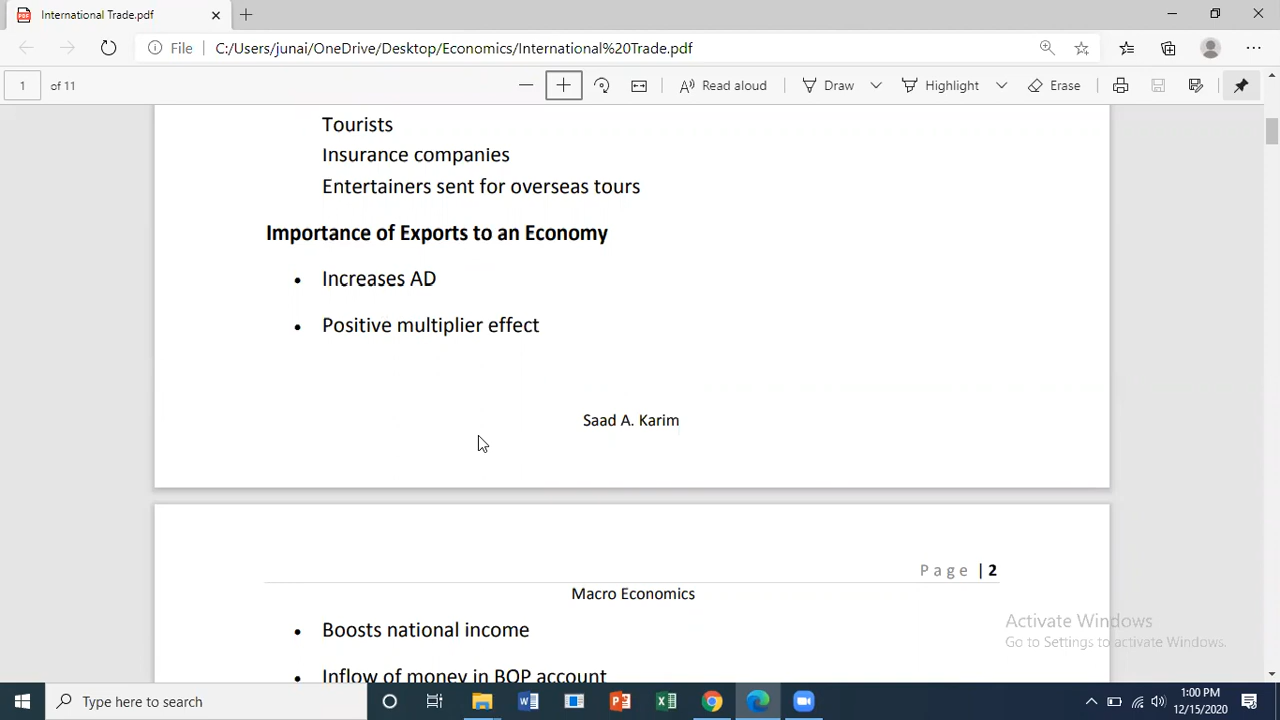 International Trade.pdf
File C:/Users/junai/OneDrive/Desktop/Economics/International%20Trade.pdf
1 of 11 Read aloud Draw Highlight Erase
Tourists
Insurance companies
Entertainers sent for overseas tours
Importance of Exports to an Economy
• Increases AD
• Positive multiplier effect
Saad A. Karim
Page | 2
Macro Economics
• Boosts national income
• Inflow of money in BOP account
Activate Windows
Go to Settings to activate Windows.
Type here to search
1:00 PM
12/15/2020